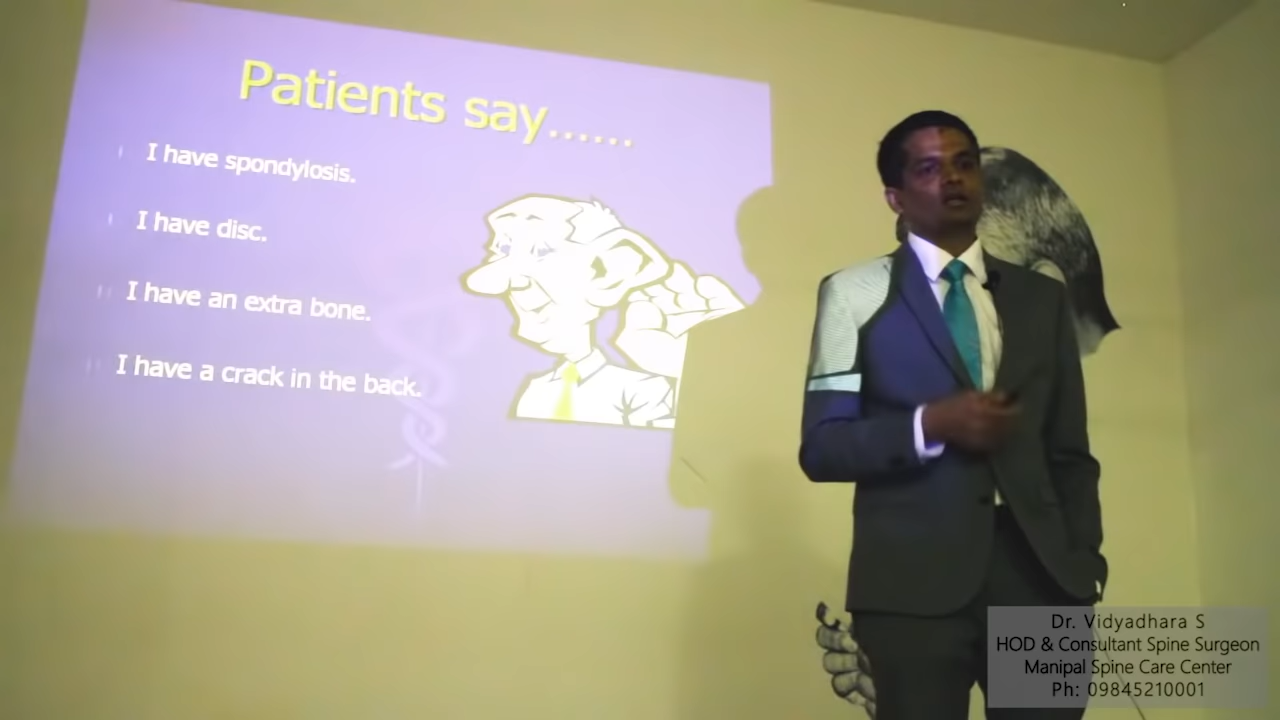 Patients say......
I have spondylosis.
I have disc.
I have an extra bone.
I have a crack in the back.
Dr. Vidyadhara S
HOD & Consultant Spine Surgeon
Manipal Spine Care Center
Ph: 09845210001